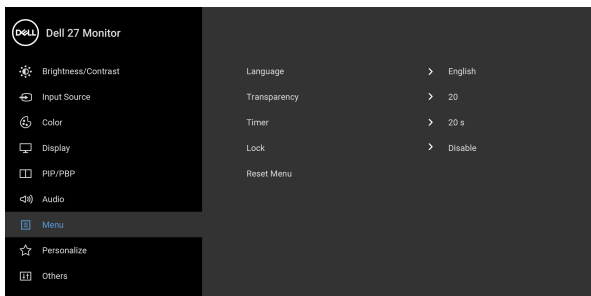 DELL Dell 27 Monitor
Brightness/Contrast
Input Source
Color
Display
PIP/PBP
Audio
Menu
Personalize
Others
Language > English
Transparency > 20
Timer > 20 s
Lock > Disable
Reset Menu